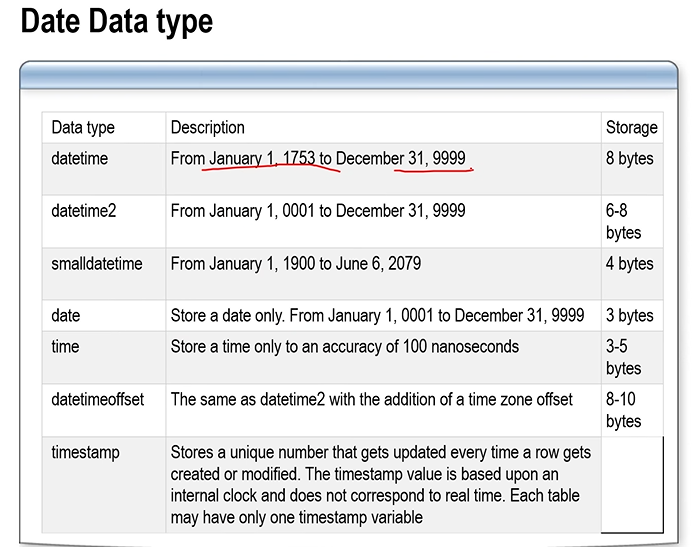 Date Data type
Data type Description Storage
datetime From January 1, 1753 to December 31, 9999 8 bytes
datetime2 From January 1, 0001 to December 31, 9999 6-8
bytes
smalldatetime From January 1, 1900 to June 6, 2079 4 bytes
date Store a date only. From January 1, 0001 to December 31, 9999 3 bytes
time Store a time only to an accuracy of 100 nanoseconds 3-5
bytes
datetimeoffset The same as datetime2 with the addition of a time zone offset 8-10
bytes
timestamp Stores a unique number that gets updated every time a row gets
created or modified. The timestamp value is based upon an
internal clock and does not correspond to real time. Each table
may have only one timestamp variable